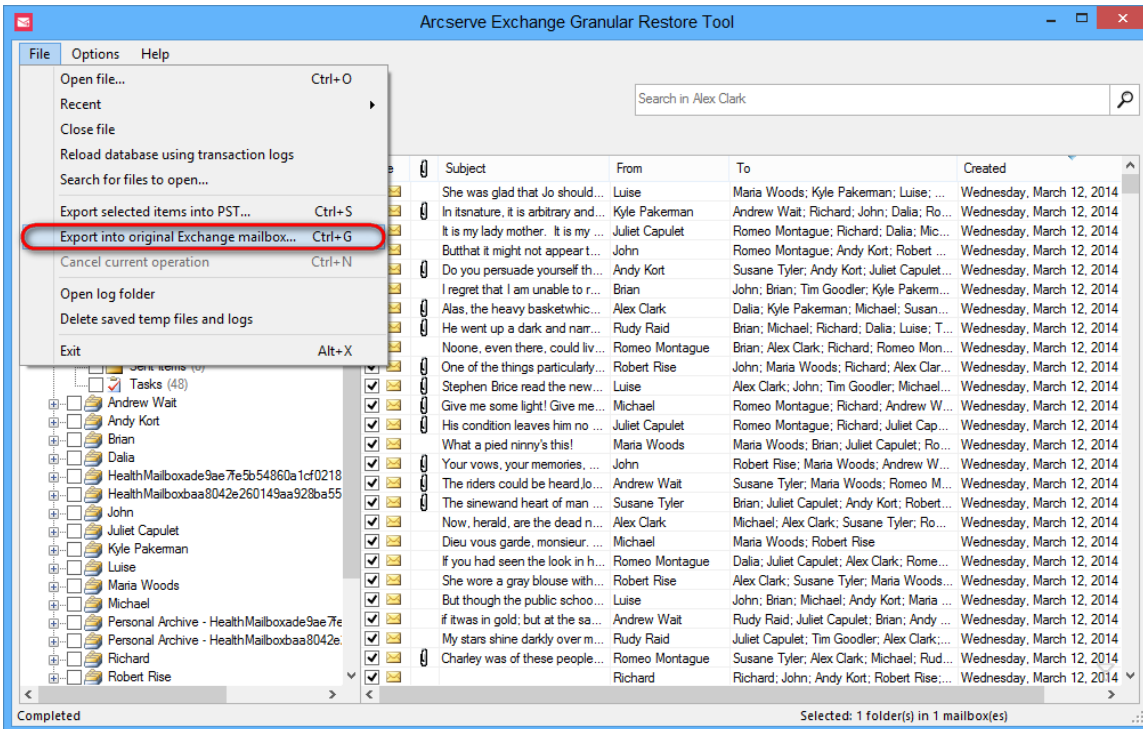 Arcserve Exchange Granular Restore Tool
File Options Help
Open file... Ctrl+O
Recent
Close file
Reload database using transaction logs
Search for files to open...
Export selected items into PST... Ctrl+S
Export into original Exchange mailbox... Ctrl+G
Cancel current operation Ctrl+N
Open log folder
Delete saved temp files and logs
Exit Alt+X
Search in Alex Clark
Tasks (48)
Andrew Wait
Andy Kort
Brian
Dalia
HealthMailboxade9ae7fe5b54860a1cf0218
HealthMailboxbaa8042e260149aa928ba55
John
Juliet Capulet
Kyle Pakerman
Luise
Maria Woods
Michael
Personal Archive - HealthMailboxade9ae7fe
Personal Archive - HealthMailboxbaa8042e.
Richard
Robert Rise
Subject From To Created
She was glad that Jo should... Luise Maria Woods; Kyle Pakerman; Luise; ... Wednesday, March 12, 2014
In itsnature, it is arbitrary and... Kyle Pakerman Andrew Wait; Richard; John; Dalia; Ro... Wednesday, March 12, 2014
It is my lady mother. It is my ... Juliet Capulet Romeo Montague; Richard; Dalia; Mic... Wednesday, March 12, 2014
Butthat it might not appear t... John Romeo Montague; Andy Kort; Robert ... Wednesday, March 12, 2014
Do you persuade yourself th... Andy Kort Susane Tyler; Andy Kort; Juliet Capulet... Wednesday, March 12, 2014
I regret that I am unable to r... Brian John; Brian; Tim Goodler; Kyle Pakerm... Wednesday, March 12, 2014
Alas, the heavy basketwhic... Alex Clark Dalia; Kyle Pakerman; Michael; Susan... Wednesday, March 12, 2014
He went up a dark and narr... Rudy Raid Brian; Michael; Richard; Dalia; Luise; T... Wednesday, March 12, 2014
Noone, even there, could liv... Romeo Montague Brian; Alex Clark; Richard; Romeo Mon... Wednesday, March 12, 2014
One of the things particularly... Robert Rise John; Maria Woods; Richard; Alex Clar... Wednesday, March 12, 2014
Stephen Brice read the new... Luise Alex Clark; John; Tim Goodler; Michael... Wednesday, March 12, 2014
Give me some light! Give me... Michael Romeo Montague; Richard; Andrew W... Wednesday, March 12, 2014
His condition leaves him no ... Juliet Capulet Romeo Montague; Richard; Juliet Cap... Wednesday, March 12, 2014
What a pied ninny's this! Maria Woods Maria Woods; Brian; Juliet Capulet; Ro... Wednesday, March 12, 2014
Your vows, your memories, ... John Robert Rise; Maria Woods; Andrew W... Wednesday, March 12, 2014
The riders could be heard,lo... Andrew Wait Susane Tyler; Maria Woods; Romeo M... Wednesday, March 12, 2014
The sinewand heart of man ... Susane Tyler Brian; Juliet Capulet; Andy Kort; Robert... Wednesday, March 12, 2014
Now, herald, are the dead n... Alex Clark Michael; Alex Clark; Susane Tyler; Ro... Wednesday, March 12, 2014
Dieu vous garde, monsieur. ... Michael Maria Woods; Robert Rise Wednesday, March 12, 2014
If you had seen the look in h... Romeo Montague Dalia; Juliet Capulet; Alex Clark; Rome... Wednesday, March 12, 2014
She wore a gray blouse with... Robert Rise Alex Clark; Susane Tyler; Maria Woods... Wednesday, March 12, 2014
But though the public schoo... Luise John; Brian; Michael; Andy Kort; Maria ... Wednesday, March 12, 2014
if itwas in gold; but at the sa... Andrew Wait Rudy Raid; Juliet Capulet; Brian; Andy ... Wednesday, March 12, 2014
My stars shine darkly over m... Rudy Raid Juliet Capulet; Tim Goodler; Alex Clark;... Wednesday, March 12, 2014
Charley was of these people... Romeo Montague Susane Tyler; Alex Clark; Michael; Rud... Wednesday, March 12, 2014
Richard Richard; John; Andy Kort; Robert Rise;... Wednesday, March 12, 2014
Completed Selected: 1 folder(s) in 1 mailbox(es)